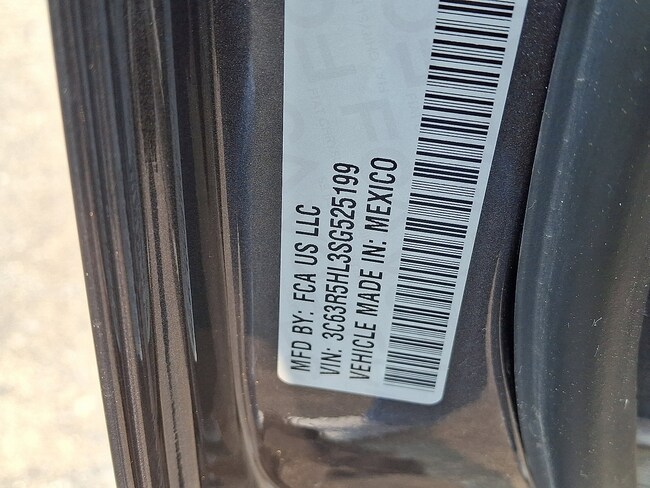 MFD BY: FCA US LLC
VIN: 3C63R5HL3SG525199
VEHICLE MADE IN: MEXICO